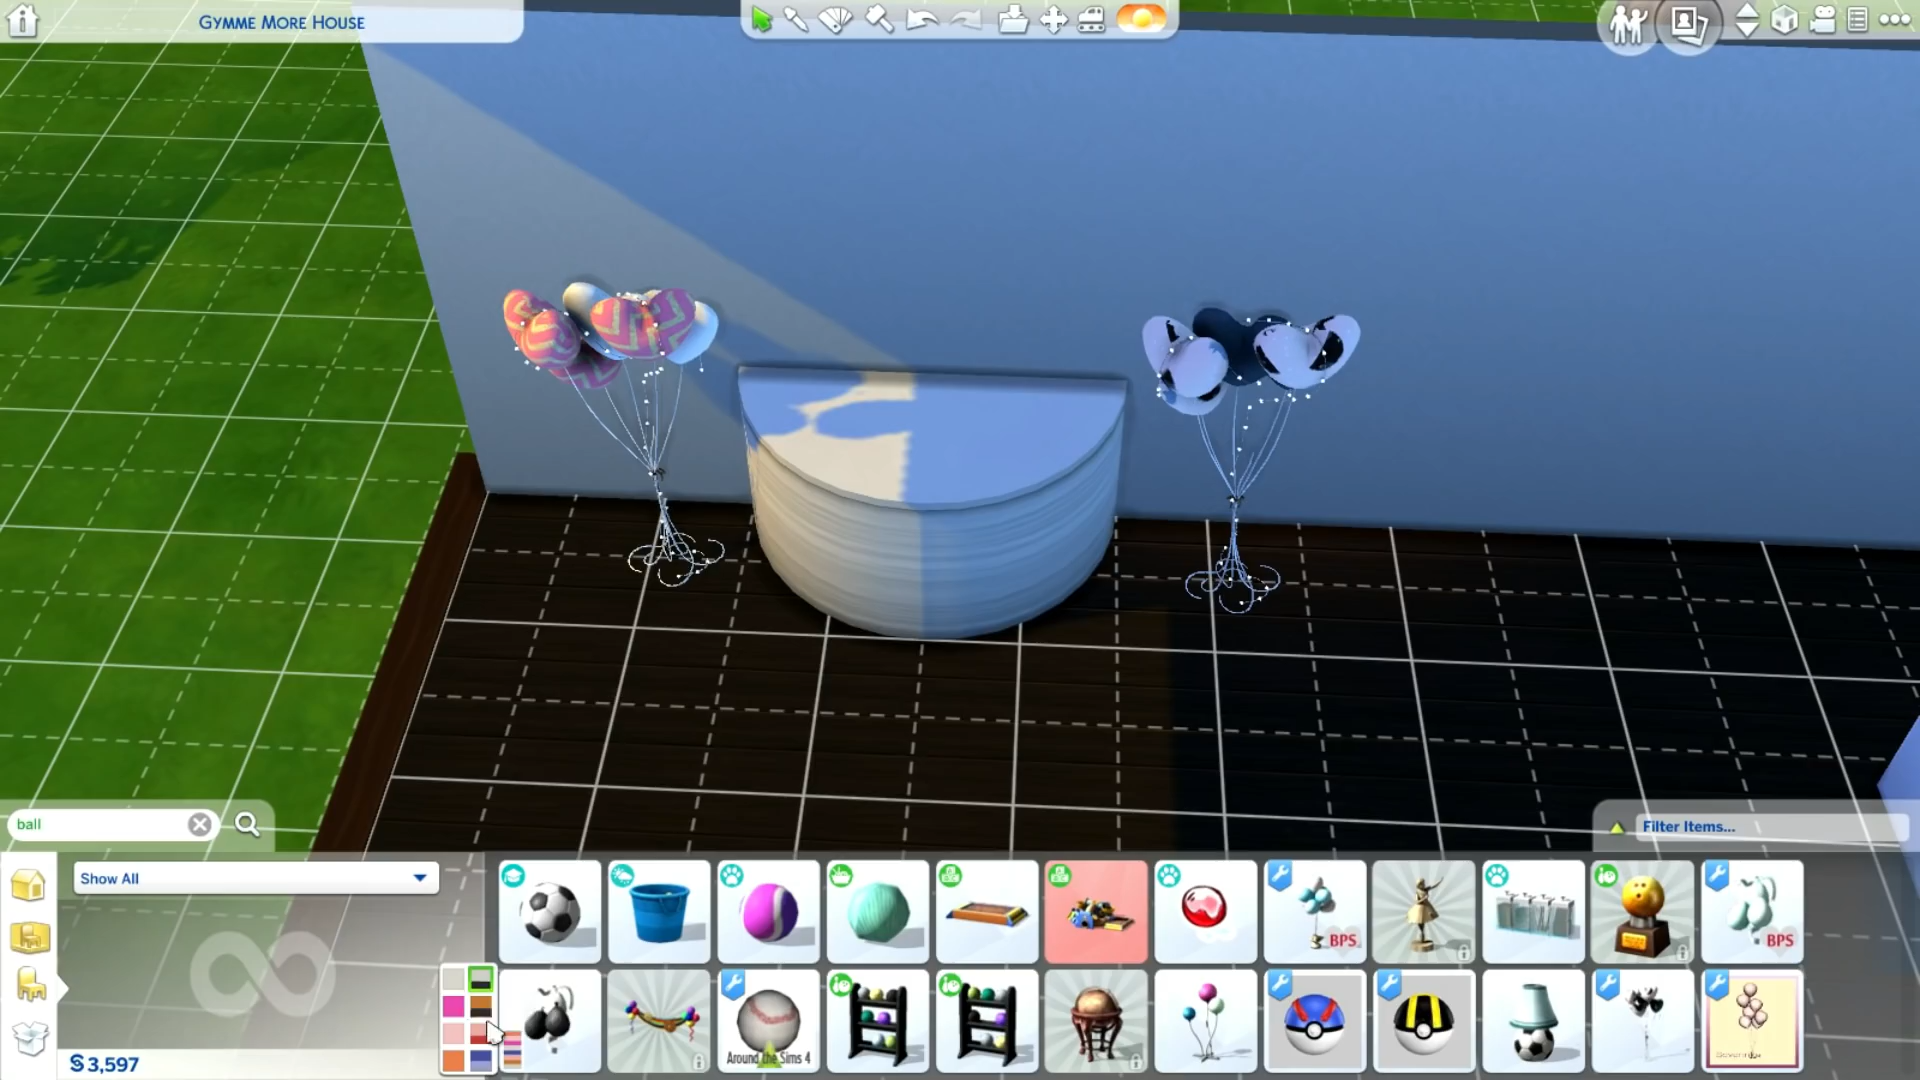 Gymme More House
ball
Filter Items...
Show All
BPS
BPS
Around the Sims 4
§3,597